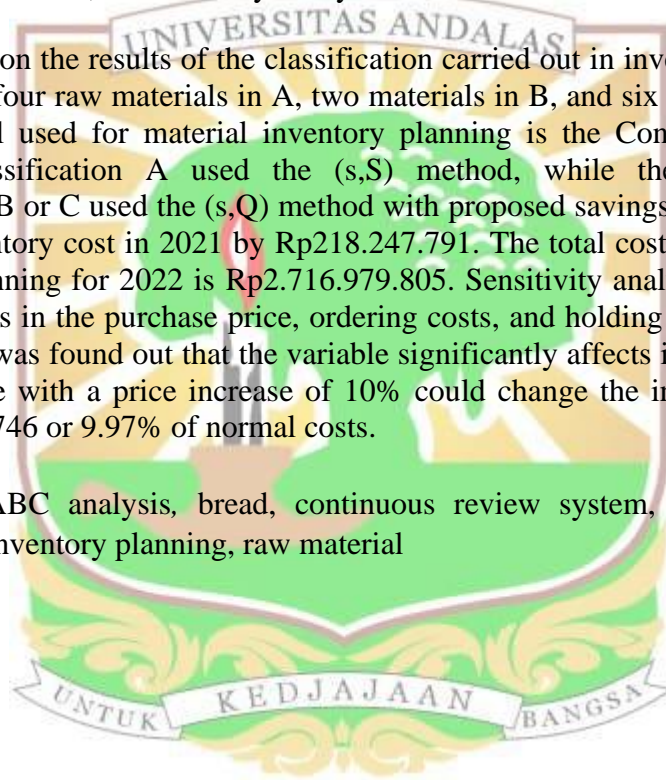 UNIVERSITAS ANDALAS
on the results of the classification carried out in inv
four raw materials in A, two materials in B, and six
l used for material inventory planning is the Con
ssification A used the (s,S) method, while the
B or C used the (s,Q) method with proposed savings
ntory cost in 2021 by Rp218.247.791. The total cost
nning for 2022 is Rp2.716.979.805. Sensitivity anal
s in the purchase price, ordering costs, and holding
was found out that the variable significantly affects i
e with a price increase of 10% could change the in
746 or 9.97% of normal costs.
ABC analysis, bread, continuous review system,
inventory planning, raw material
UNTUK KEDJAJAAN BANGSA